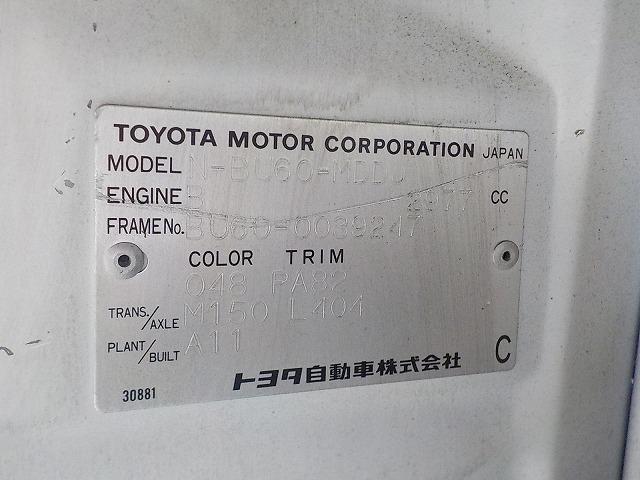 TOYOTA MOTOR CORPORATION JAPAN
MODEL N-BU60-MDDU
ENGINE B 2977 CC
FRAME No. BU60-0039247
COLOR TRIM
048 PA82
TRANS./AXLE M150 L404
PLANT/BUILT A11
C
トヨタ自動車株式会社
30881